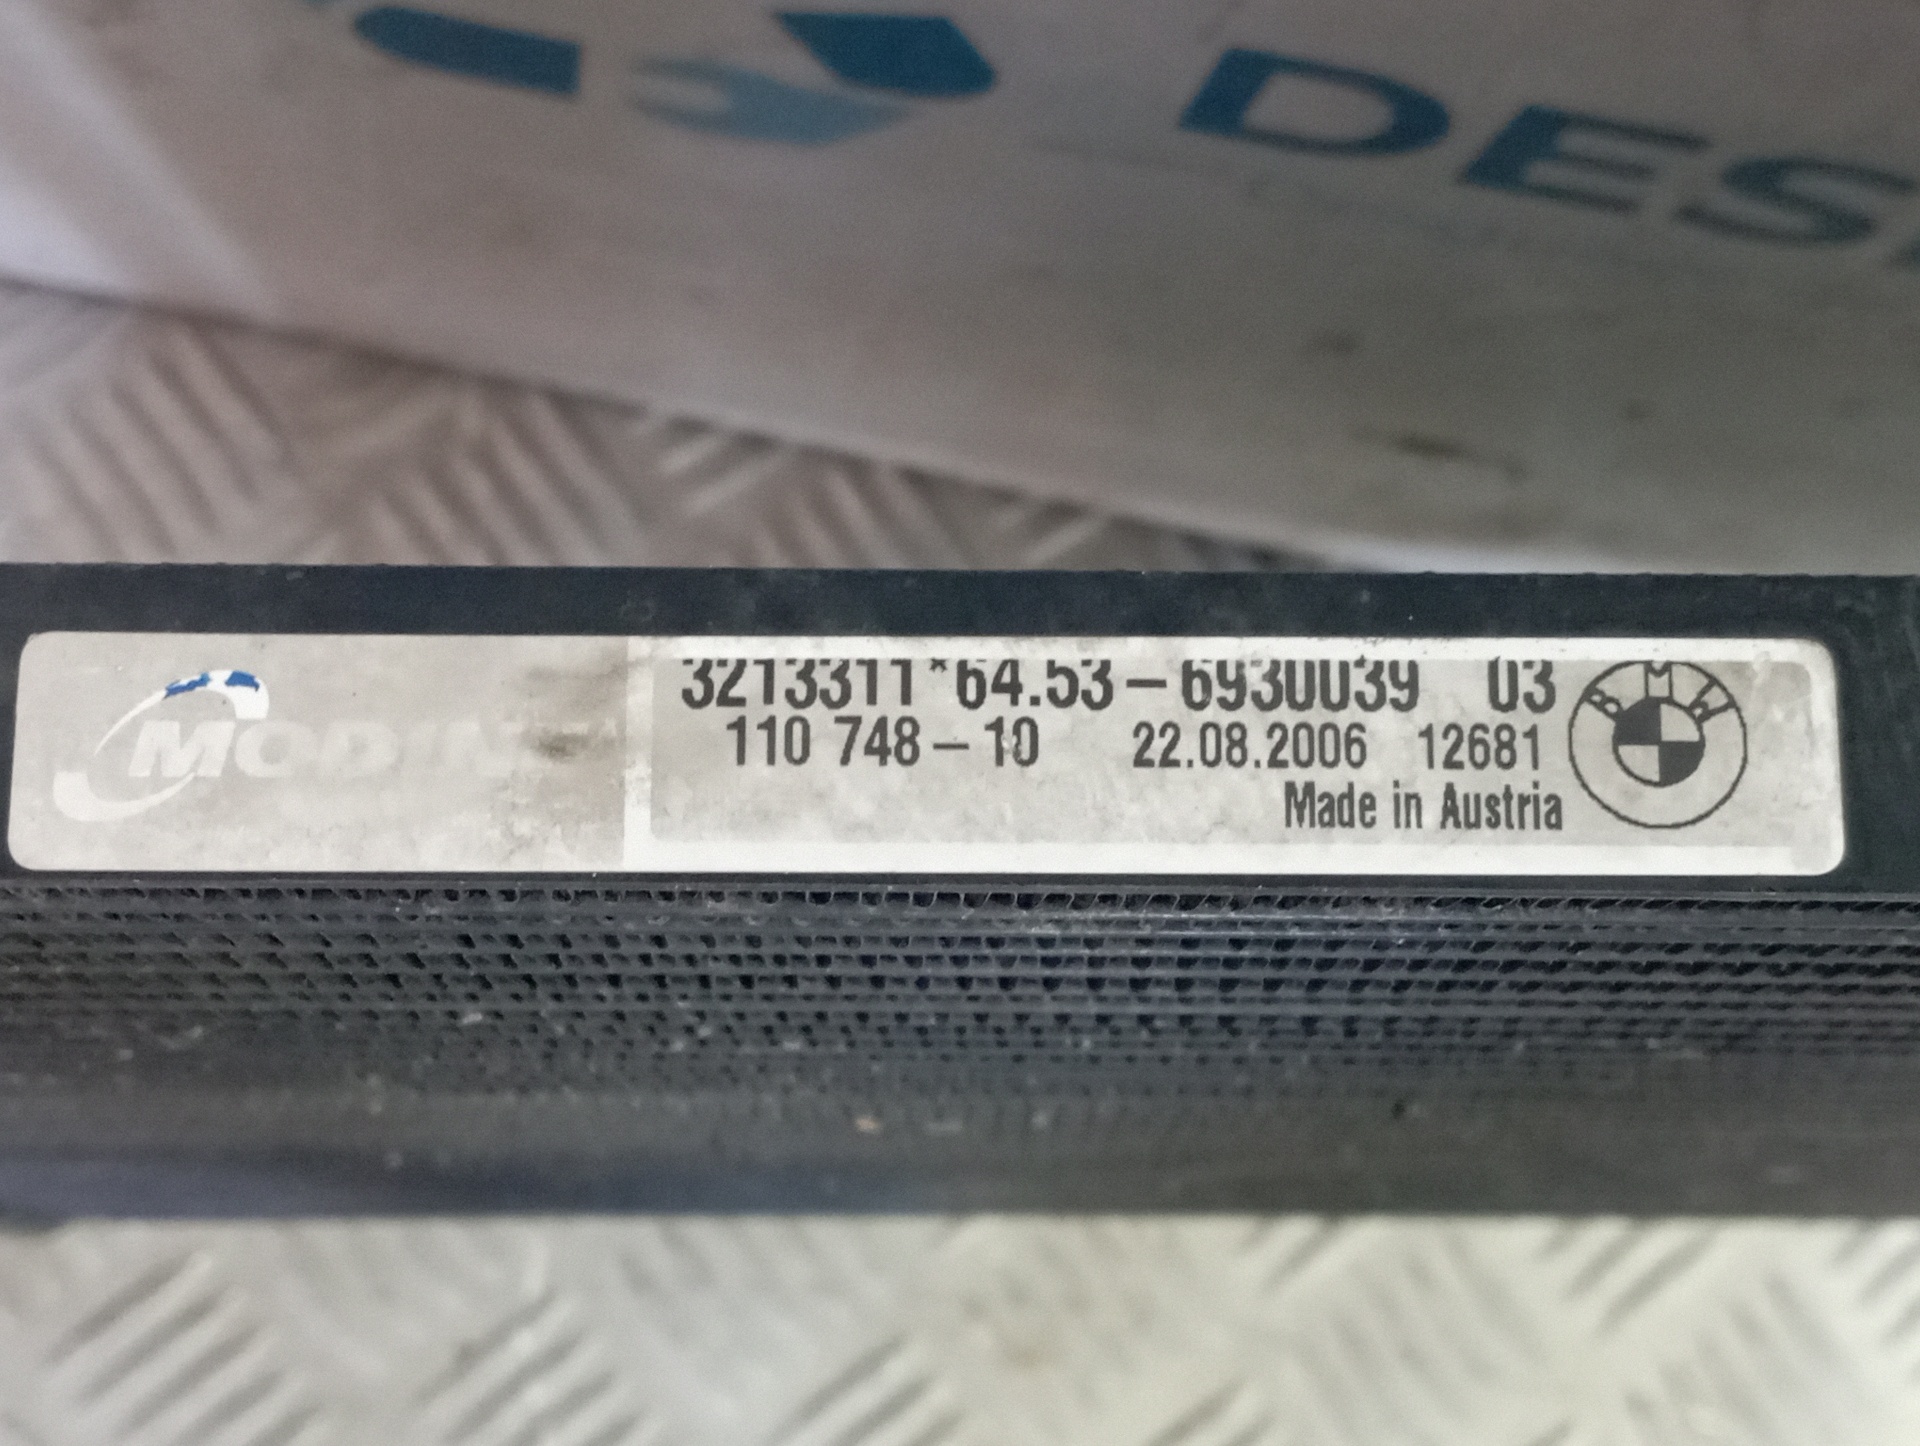 DES
MODINE
3213311*64.53-6930039 03
110 748-10 22.08.2006 12681
Made in Austria
BMW